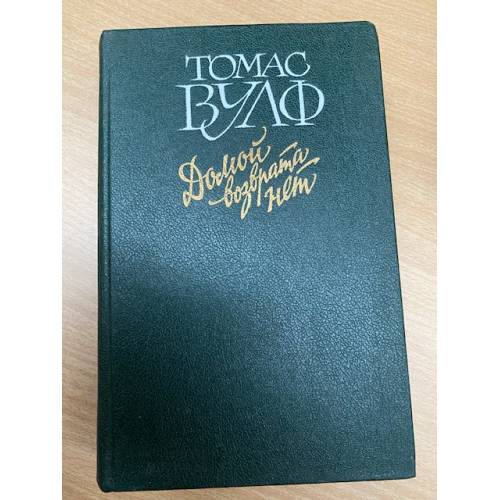 ТОМАС
ВУЛФ
Домой
возврата
нет